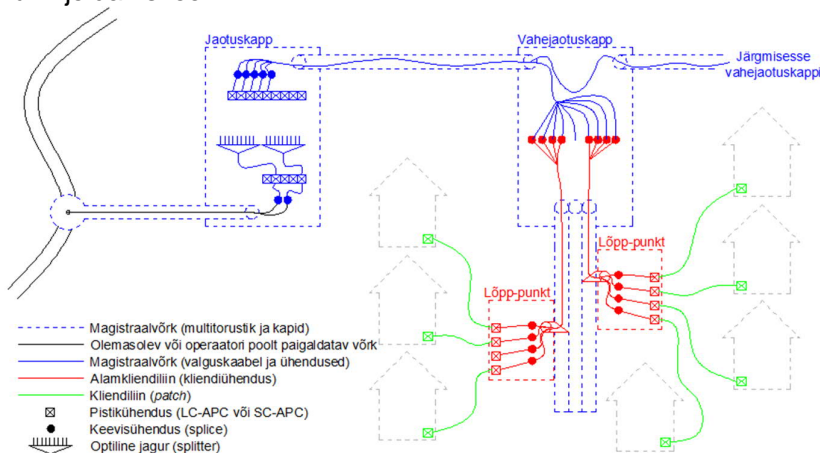 Jaotuskapp
Vahejaotuskapp
Järgmisesse
vahejaotuskappi
Lõpp-punkt
Lõpp-punkt
Magistraalvõrk (multitorustik ja kapid)
Olemasolev või operaatori poolt paigaldatav võrk
Magistraalvõrk (valguskaabel ja ühendused)
Alamkliendiliin (kliendiühendus)
Kliendiliin (patch)
Pistikühendus (LC-APC või SC-APC)
Keevisühendus (splice)
Optiline jagur (splitter)